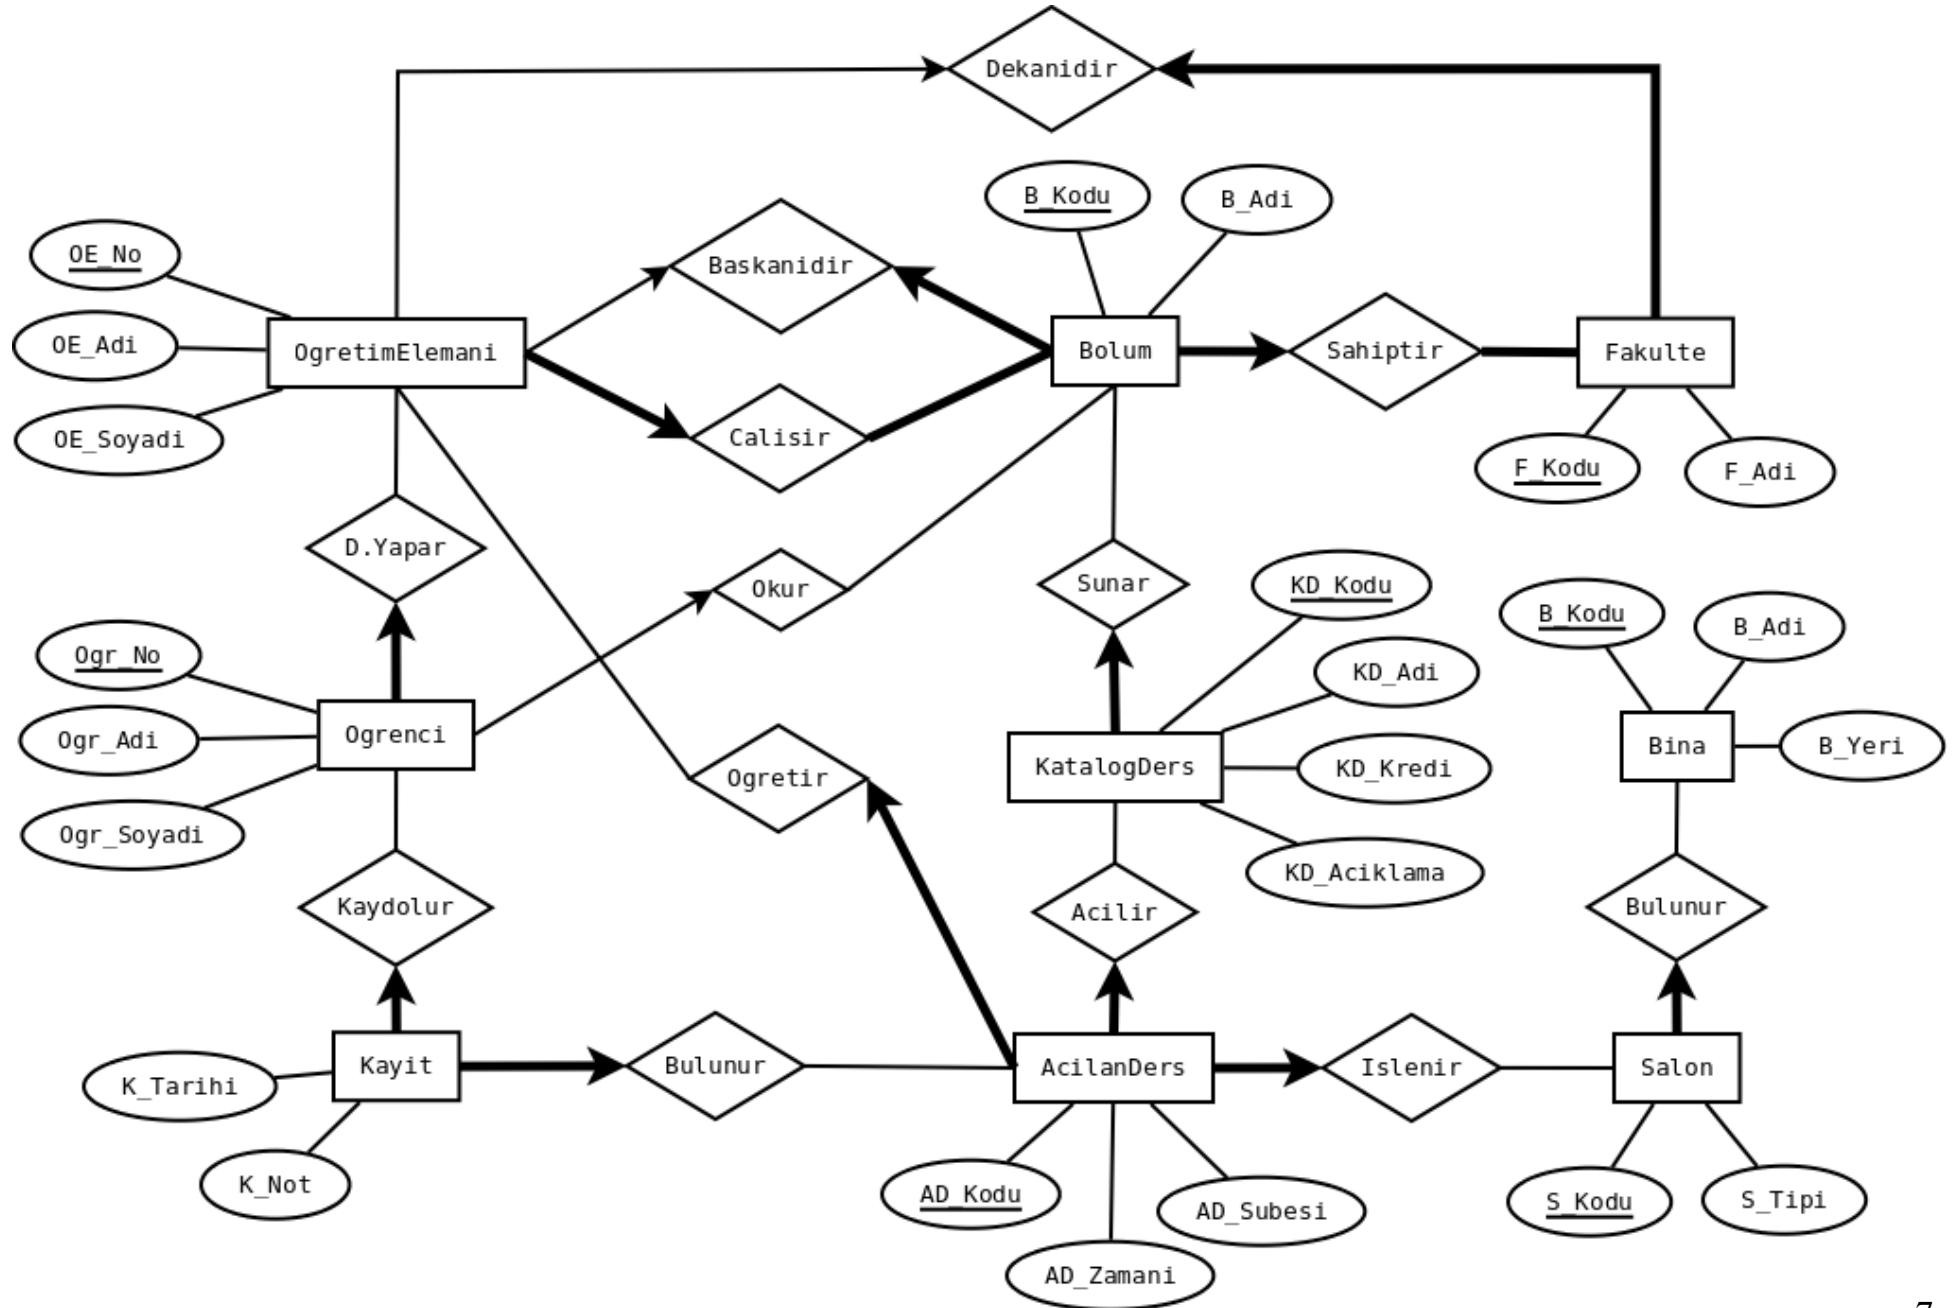 Dekanidir
B_Kodu
B_Adi
OE_No
Baskanidir
OE_Adi
OgretimElemani
Bolum
Sahiptir
Fakulte
OE_Soyadi
Calisir
F_Kodu
F_Adi
D.Yapar
Okur
Sunar
KD_Kodu
B_Kodu
B_Adi
Ogr_No
KD_Adi
Ogr_Adi
Ogrenci
Ogretir
KatalogDers
KD_Kredi
Bina
B_Yeri
Ogr_Soyadi
KD_Aciklama
Kaydolur
Acilir
Bulunur
K_Tarihi
Kayit
Bulunur
AcilanDers
Islenir
Salon
K_Not
AD_Kodu
AD_Subesi
S_Kodu
S_Tipi
AD_Zamani